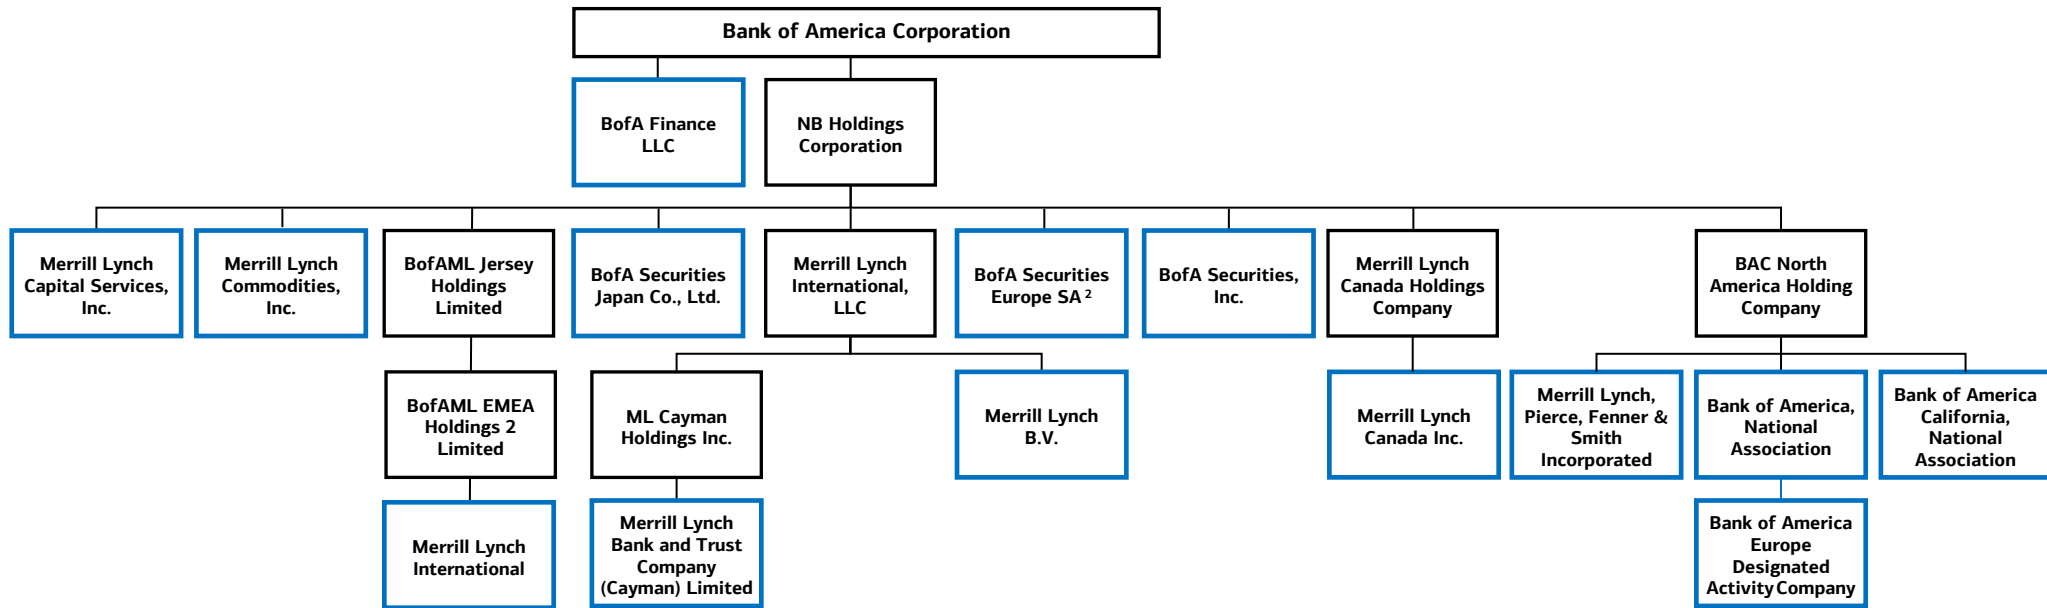 Bank of America Corporation
BofA Finance
LLC
NB Holdings
Corporation
Merrill Lynch
Capital Services,
Inc.
Merrill Lynch
Commodities,
Inc.
BofAML Jersey
Holdings
Limited
BofA Securities
Japan Co., Ltd.
Merrill Lynch
International,
LLC
BofA Securities
Europe SA 2
BofA Securities,
Inc.
Merrill Lynch
Canada Holdings
Company
BAC North
America Holding
Company
BofAML EMEA
Holdings 2
Limited
ML Cayman
Holdings Inc.
Merrill Lynch
B.V.
Merrill Lynch
Canada Inc.
Merrill Lynch,
Pierce, Fenner &
Smith
Incorporated
Bank of America,
National
Association
Bank of America
California,
National
Association
Merrill Lynch
International
Merrill Lynch
Bank and Trust
Company
(Cayman) Limited
Bank of America
Europe
Designated
Activity Company